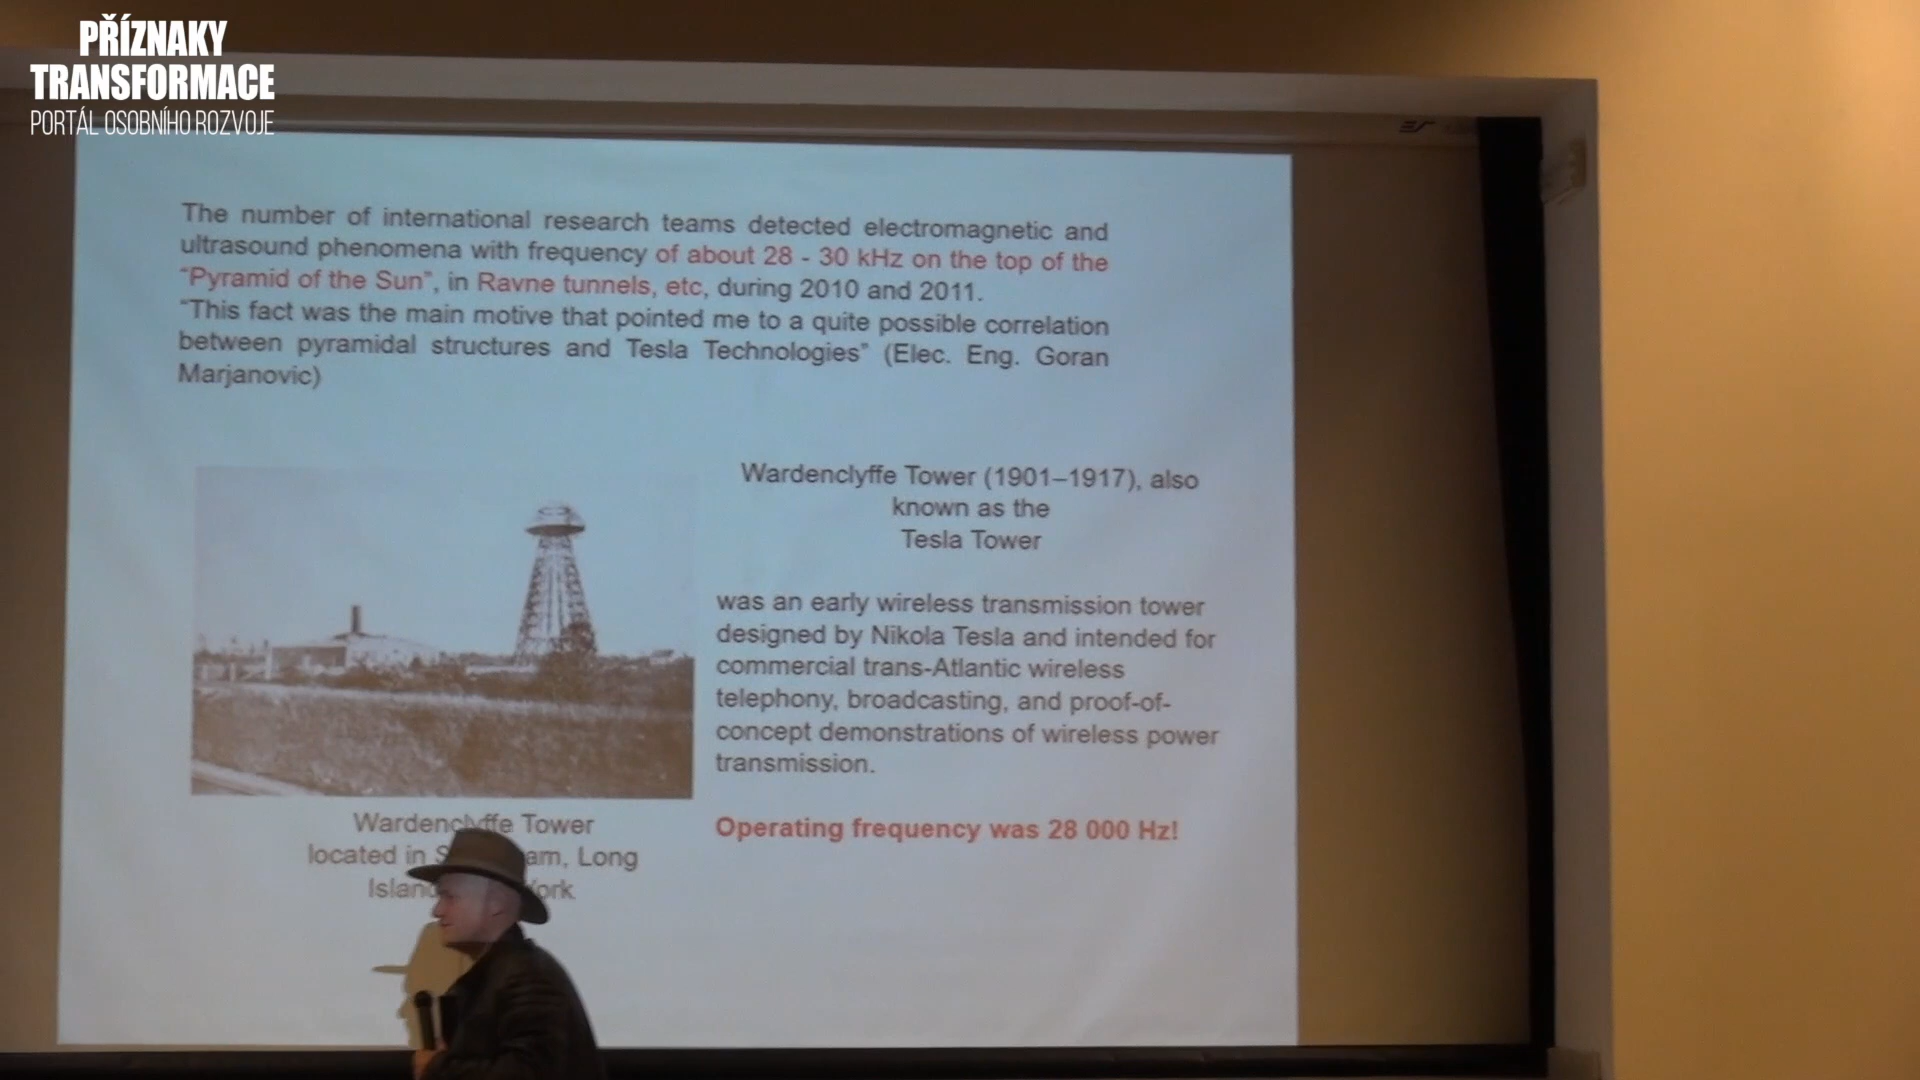 PŘÍZNAKY
TRANSFORMACE
PORTÁL OSOBNÍHO ROZVOJE
The number of international research teams detected electromagnetic and
ultrasound phenomena with frequency of about 28 - 30 kHz on the top of the
"Pyramid of the Sun", in Ravne tunnels, etc, during 2010 and 2011.
"This fact was the main motive that pointed me to a quite possible correlation
between pyramidal structures and Tesla Technologies" (Elec. Eng. Goran
Marjanovic)
Wardenclyffe Tower (1901–1917), also
known as the
Tesla Tower
was an early wireless transmission tower
designed by Nikola Tesla and intended for
commercial trans-Atlantic wireless
telephony, broadcasting, and proof-of-
concept demonstrations of wireless power
transmission.
Operating frequency was 28 000 Hz!
Wardenclyffe Tower
located in Long